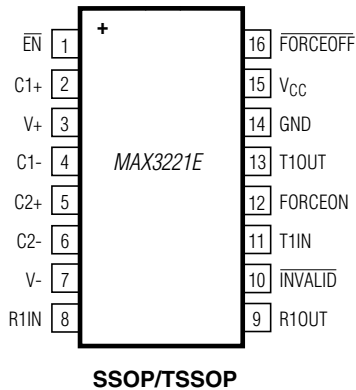 +
MAX3221E
EN 1
C1+ 2
V+ 3
C1- 4
C2+ 5
C2- 6
V- 7
R1IN 8
16 FORCEOFF
15 VCC
14 GND
13 T1OUT
12 FORCEON
11 T1IN
10 INVALID
9 R1OUT
SSOP/TSSOP